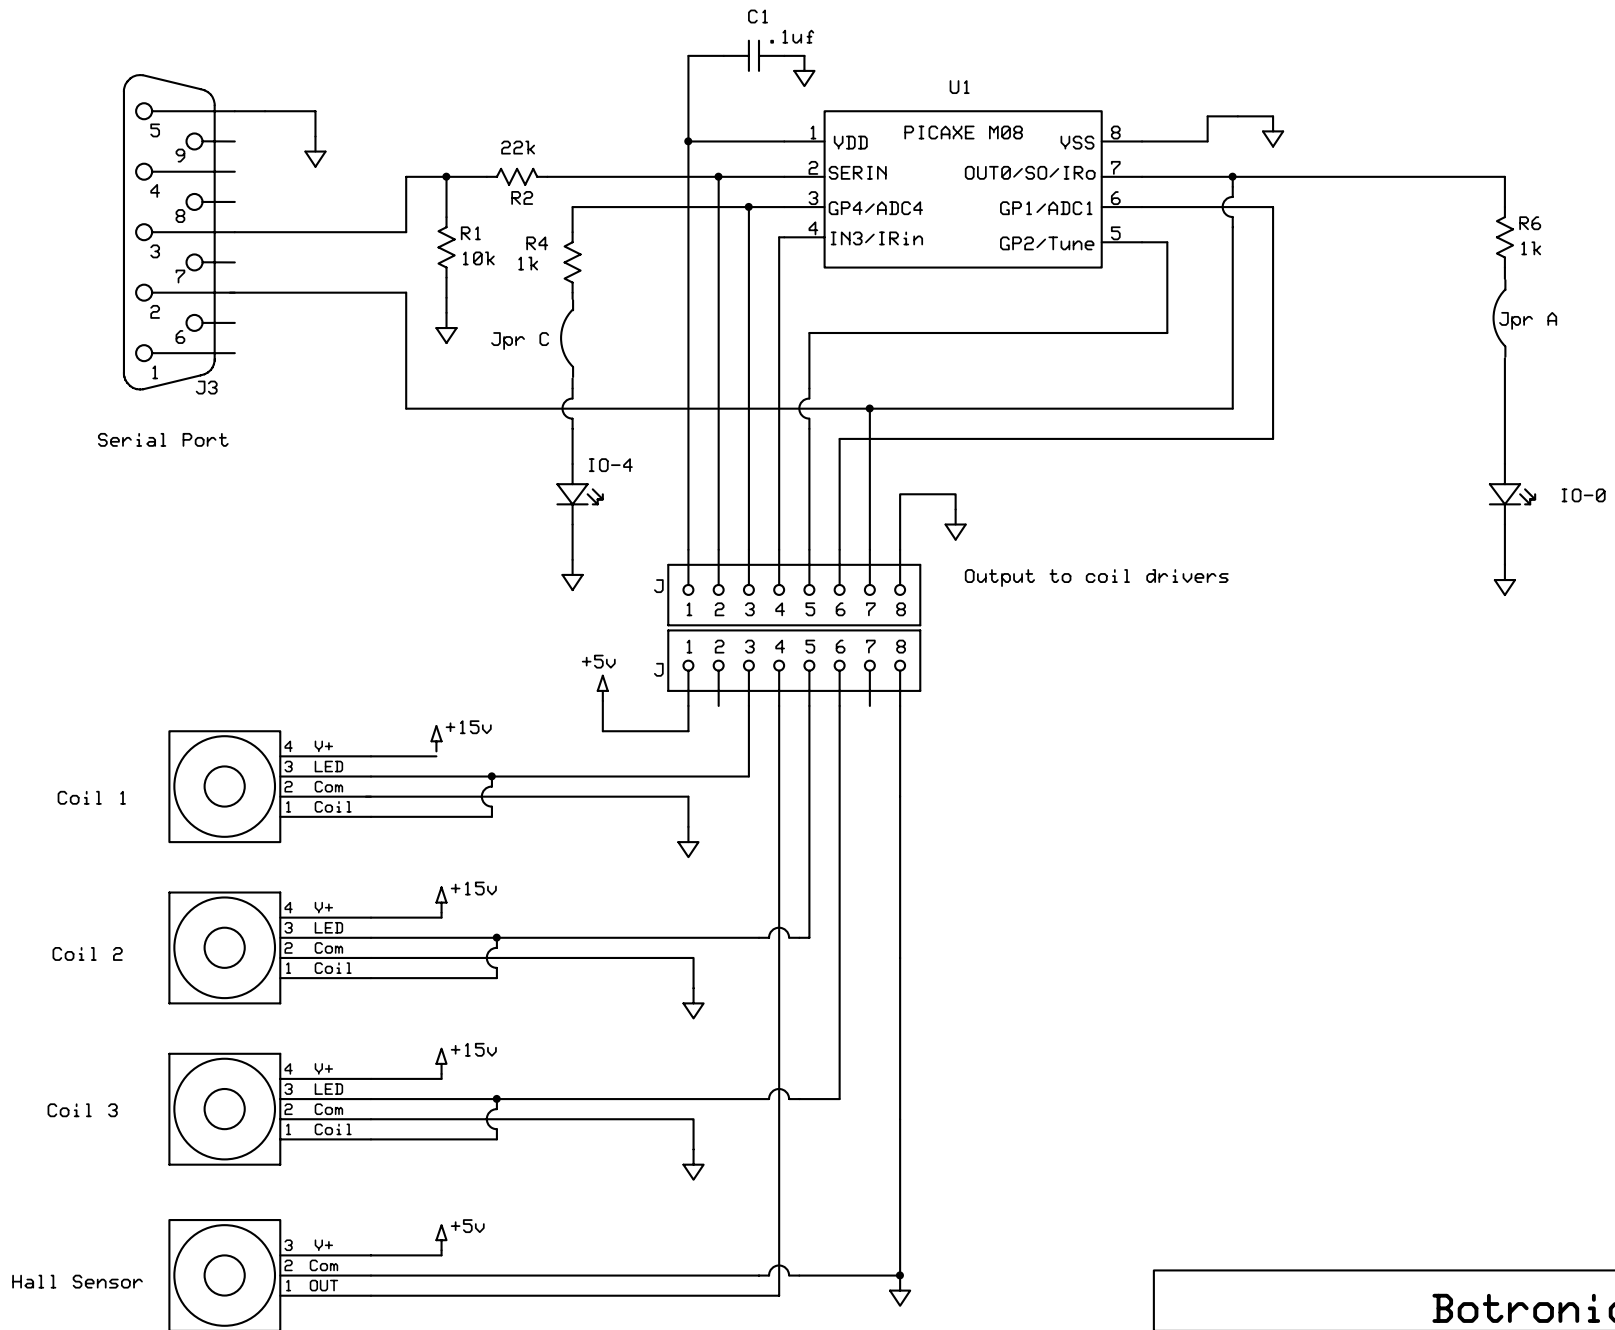 C1
.1uf
U1
PICAXE M08
1 VDD
VSS 8
2 SERIN
OUT0/SO/IRo 7
3 GP4/ADC4
GP1/ADC1 6
4 IN3/IRin
GP2/Tune 5
5
9
4
8
3
7
2
6
1
J3
Serial Port
22k
R2
R1
10k
R4
1k
Jpr C
IO-4
R6
1k
Jpr A
IO-0
Output to coil drivers
J
1 2 3 4 5 6 7 8
J
1 2 3 4 5 6 7 8
+5v
Coil 1
4 V+
3 LED
2 Com
1 Coil
+15v
Coil 2
4 V+
3 LED
2 Com
1 Coil
+15v
Coil 3
4 V+
3 LED
2 Com
1 Coil
+15v
Hall Sensor
3 V+
2 Com
1 OUT
+5v